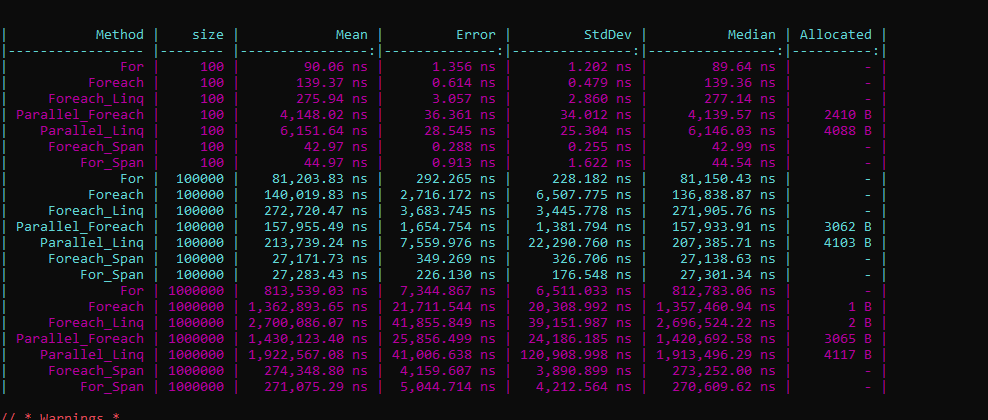 | Method | size | Mean | Error | StdDev | Median | Allocated |
|----------------- |-------- |----------------:|--------------:|---------------:|----------------:|----------:|
| For | 100 | 90.06 ns | 1.356 ns | 1.202 ns | 89.64 ns | - |
| Foreach | 100 | 139.37 ns | 0.614 ns | 0.479 ns | 139.36 ns | - |
| Foreach_Linq | 100 | 275.94 ns | 3.057 ns | 2.860 ns | 277.14 ns | - |
| Parallel_Foreach | 100 | 4,148.02 ns | 36.361 ns | 34.012 ns | 4,139.57 ns | 2410 B |
| Parallel_Linq | 100 | 6,151.64 ns | 28.545 ns | 25.304 ns | 6,146.03 ns | 4088 B |
| Foreach_Span | 100 | 42.97 ns | 0.288 ns | 0.255 ns | 42.99 ns | - |
| For_Span | 100 | 44.97 ns | 0.913 ns | 1.622 ns | 44.54 ns | - |
| For | 100000 | 81,203.83 ns | 292.265 ns | 228.182 ns | 81,150.43 ns | - |
| Foreach | 100000 | 140,019.83 ns | 2,716.172 ns | 6,507.775 ns | 136,838.87 ns | - |
| Foreach_Linq | 100000 | 272,720.47 ns | 3,683.745 ns | 3,445.778 ns | 271,905.76 ns | - |
| Parallel_Foreach | 100000 | 157,955.49 ns | 1,654.754 ns | 1,381.794 ns | 157,933.91 ns | 3062 B |
| Parallel_Linq | 100000 | 213,739.24 ns | 7,559.976 ns | 22,290.760 ns | 207,385.71 ns | 4103 B |
| Foreach_Span | 100000 | 27,171.73 ns | 349.269 ns | 326.706 ns | 27,138.63 ns | - |
| For_Span | 100000 | 27,283.43 ns | 226.130 ns | 176.548 ns | 27,301.34 ns | - |
| For | 1000000 | 813,539.03 ns | 7,344.867 ns | 6,511.033 ns | 812,783.06 ns | - |
| Foreach | 1000000 | 1,362,893.65 ns | 21,711.544 ns | 20,308.992 ns | 1,357,460.94 ns | 1 B |
| Foreach_Linq | 1000000 | 2,700,086.07 ns | 41,855.849 ns | 39,151.987 ns | 2,696,524.22 ns | 2 B |
| Parallel_Foreach | 1000000 | 1,430,123.40 ns | 25,856.499 ns | 24,186.185 ns | 1,420,692.58 ns | 3065 B |
| Parallel_Linq | 1000000 | 1,922,567.08 ns | 41,006.638 ns | 120,908.998 ns | 1,913,496.29 ns | 4117 B |
| Foreach_Span | 1000000 | 274,348.80 ns | 4,159.607 ns | 3,890.899 ns | 273,252.00 ns | - |
| For_Span | 1000000 | 271,075.29 ns | 5,044.714 ns | 4,212.564 ns | 270,609.62 ns | - |
// * Warnings *